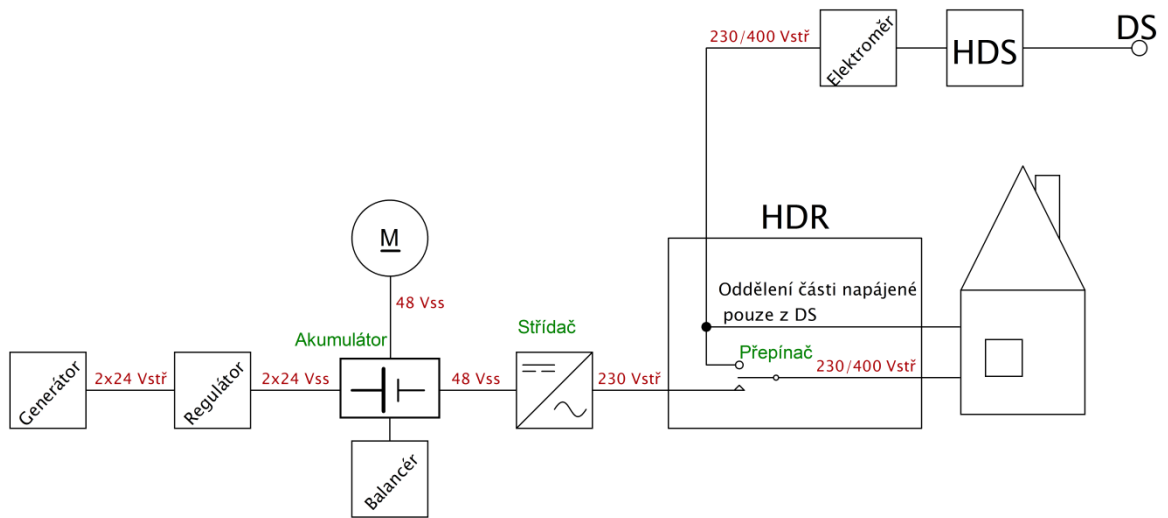 230/400 Vstř
Elektroměr
HDS
DS
HDR
M
48 Vss
Oddělení části napájené
pouze z DS
Akumulátor
Střídač
Přepínač
Generátor
2x24 Vstř
Regulátor
2x24 Vss
48 Vss
230 Vstř
230/400 Vstř
Balancér